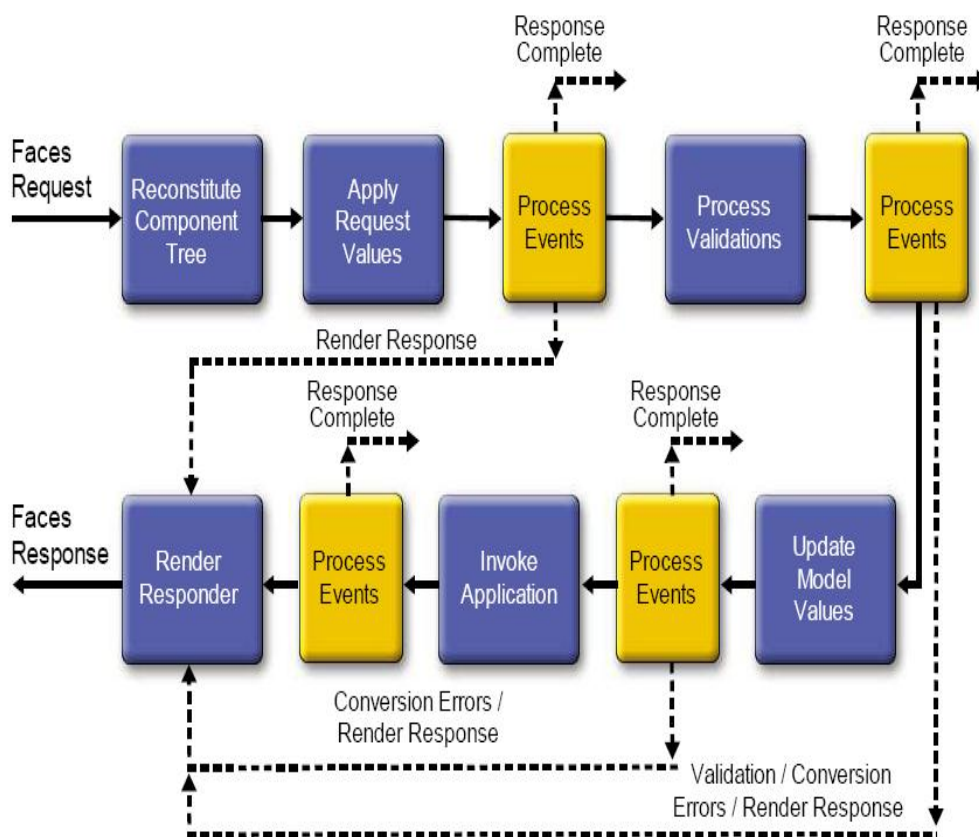 Response
Complete
Response
Complete
Faces
Request
Reconstitute
Component
Tree
Apply
Request
Values
Process
Events
Process
Validations
Process
Events
Render Response
Response
Complete
Response
Complete
Faces
Response
Render
Responder
Process
Events
Invoke
Application
Process
Events
Update
Model
Values
Conversion Errors /
Render Response
Validation / Conversion
Errors / Render Response